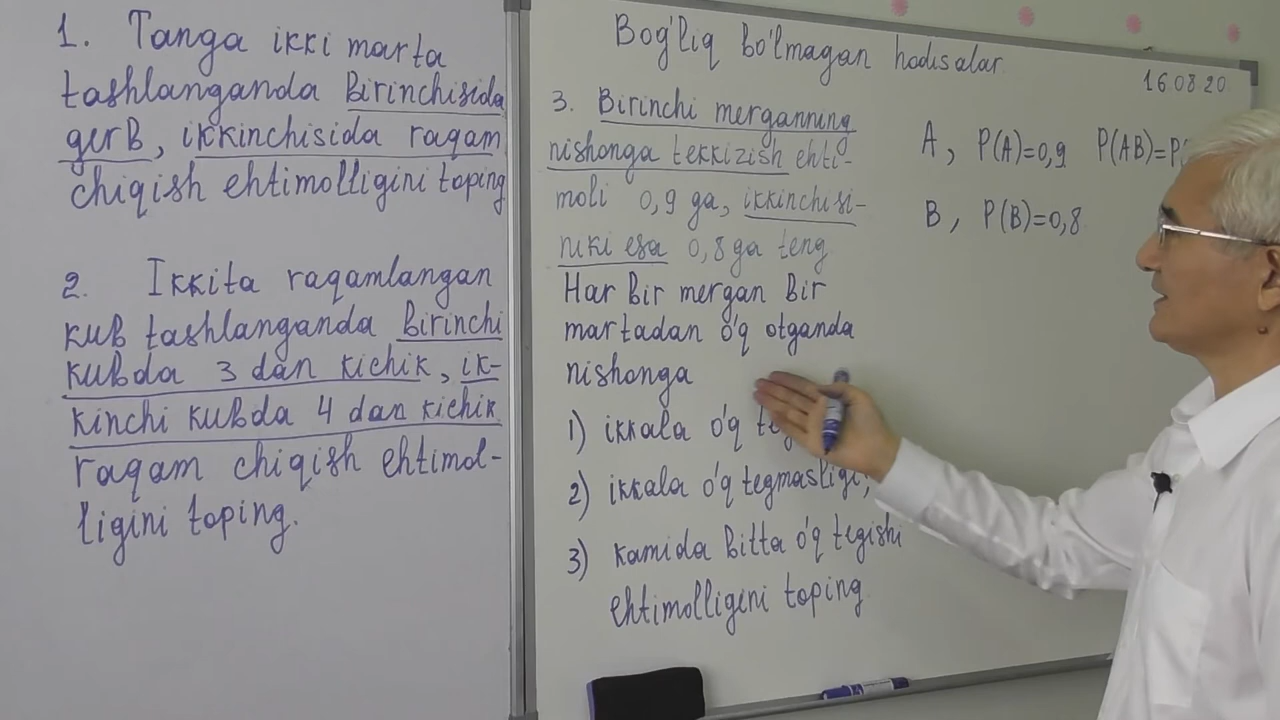 1. Tanga ikki marta
tashlanganda birinchisida
gerb, ikkinchisida raqam
chiqish ehtimolligini toping
2. Ikkita raqamlangan
kub tashlanganda birinchi
kubda 3 dan kichik, ik-
kinchi kubda 4 dan kichik
raqam chiqish ehtimol-
ligini toping.
Bog'liq bo'lmagan hodisalar
16.08.20
3. Birinchi merganning
nishonga tekkizish ehti-
moli 0,9 ga, ikkinchisi-
niki esa 0,8 ga teng
Har bir mergan bir
martadan o'q otganda
nishonga
1) ikkala o'q
2) ikkala o'q tegmasligi;
3) kamida bitta o'q tegishi
ehtimolligini toping
A, P(A)=0,9 P(AB)=P
B, P(B)=0,8